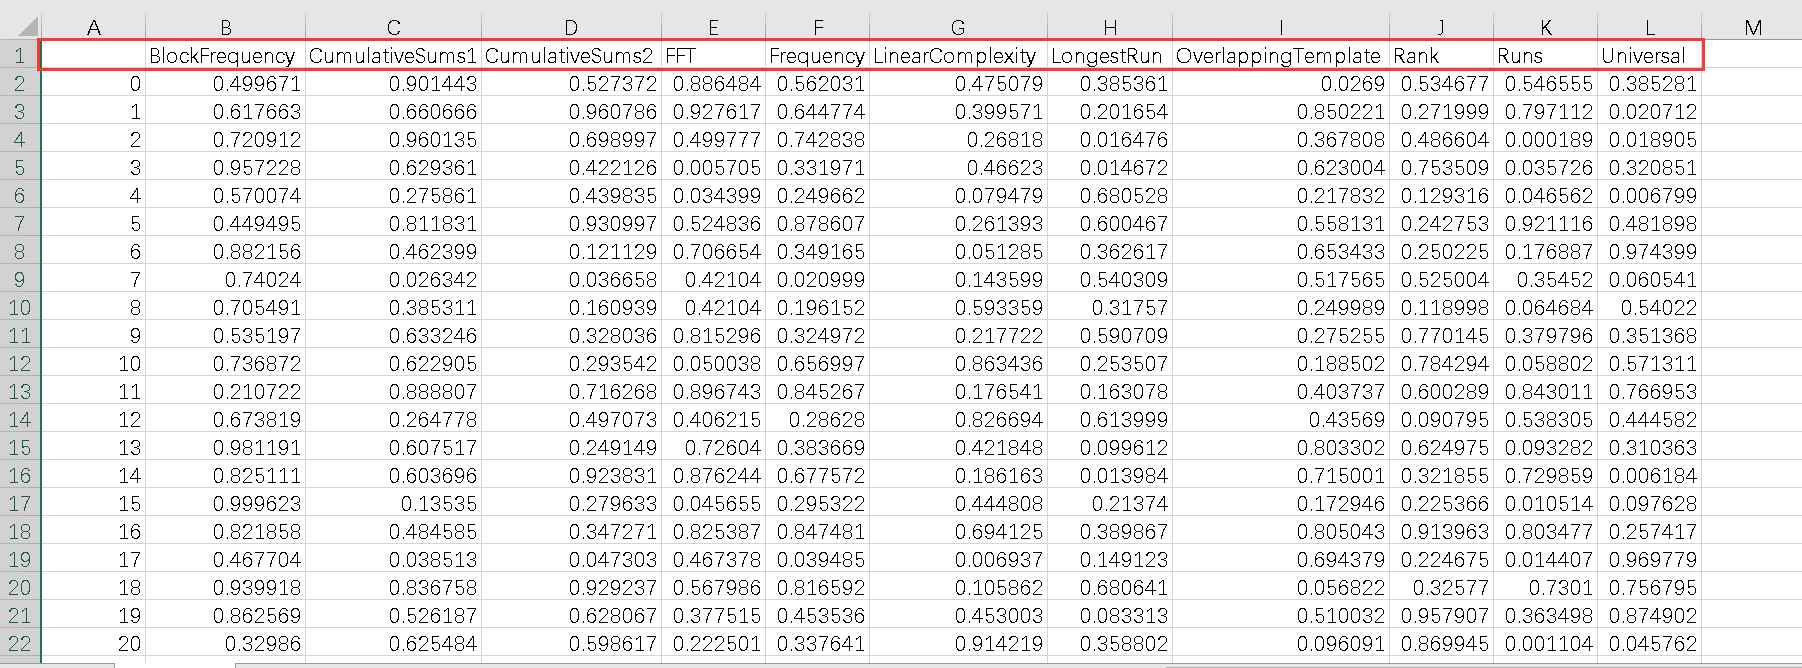 A B C D E F G H I J K L M
1 BlockFrequency CumulativeSums1 CumulativeSums2 FFT Frequency LinearComplexity LongestRun OverlappingTemplate Rank Runs Universal
2 0 0.499671 0.901443 0.527372 0.886484 0.562031 0.475079 0.385361 0.0269 0.534677 0.546555 0.385281
3 1 0.617663 0.660666 0.960786 0.927617 0.644774 0.399571 0.201654 0.850221 0.271999 0.797112 0.020712
4 2 0.720912 0.960135 0.698997 0.499777 0.742838 0.26818 0.016476 0.367808 0.486604 0.000189 0.018905
5 3 0.957228 0.629361 0.422126 0.005705 0.331971 0.46623 0.014672 0.623004 0.753509 0.035726 0.320851
6 4 0.570074 0.275861 0.439835 0.034399 0.249662 0.079479 0.680528 0.217832 0.129316 0.046562 0.006799
7 5 0.449495 0.811831 0.930997 0.524836 0.878607 0.261393 0.600467 0.558131 0.242753 0.921116 0.481898
8 6 0.882156 0.462399 0.121129 0.706654 0.349165 0.051285 0.362617 0.653433 0.250225 0.176887 0.974399
9 7 0.74024 0.026342 0.036658 0.42104 0.020999 0.143599 0.540309 0.517565 0.525004 0.35452 0.060541
10 8 0.705491 0.385311 0.160939 0.42104 0.196152 0.593359 0.31757 0.249989 0.118998 0.064684 0.54022
11 9 0.535197 0.633246 0.328036 0.815296 0.324972 0.217722 0.590709 0.275255 0.770145 0.379796 0.351368
12 10 0.736872 0.622905 0.293542 0.050038 0.656997 0.863436 0.253507 0.188502 0.784294 0.058802 0.571311
13 11 0.210722 0.888807 0.716268 0.896743 0.845267 0.176541 0.163078 0.403737 0.600289 0.843011 0.766953
14 12 0.673819 0.264778 0.497073 0.406215 0.28628 0.826694 0.613999 0.43569 0.090795 0.538305 0.444582
15 13 0.981191 0.607517 0.249149 0.72604 0.383669 0.421848 0.099612 0.803302 0.624975 0.093282 0.310363
16 14 0.825111 0.603696 0.923831 0.876244 0.677572 0.186163 0.013984 0.715001 0.321855 0.729859 0.006184
17 15 0.999623 0.13535 0.279633 0.045655 0.295322 0.444808 0.21374 0.172946 0.225366 0.010514 0.097628
18 16 0.821858 0.484585 0.347271 0.825387 0.847481 0.694125 0.389867 0.805043 0.913963 0.803477 0.257417
19 17 0.467704 0.038513 0.047303 0.467378 0.039485 0.006937 0.149123 0.694379 0.224675 0.014407 0.969779
20 18 0.939918 0.836758 0.929237 0.567986 0.816592 0.105862 0.680641 0.056822 0.32577 0.7301 0.756795
21 19 0.862569 0.526187 0.628067 0.377515 0.453536 0.453003 0.083313 0.510032 0.957907 0.363498 0.874902
22 20 0.32986 0.625484 0.598617 0.222501 0.337641 0.914219 0.358802 0.096091 0.869945 0.001104 0.045762